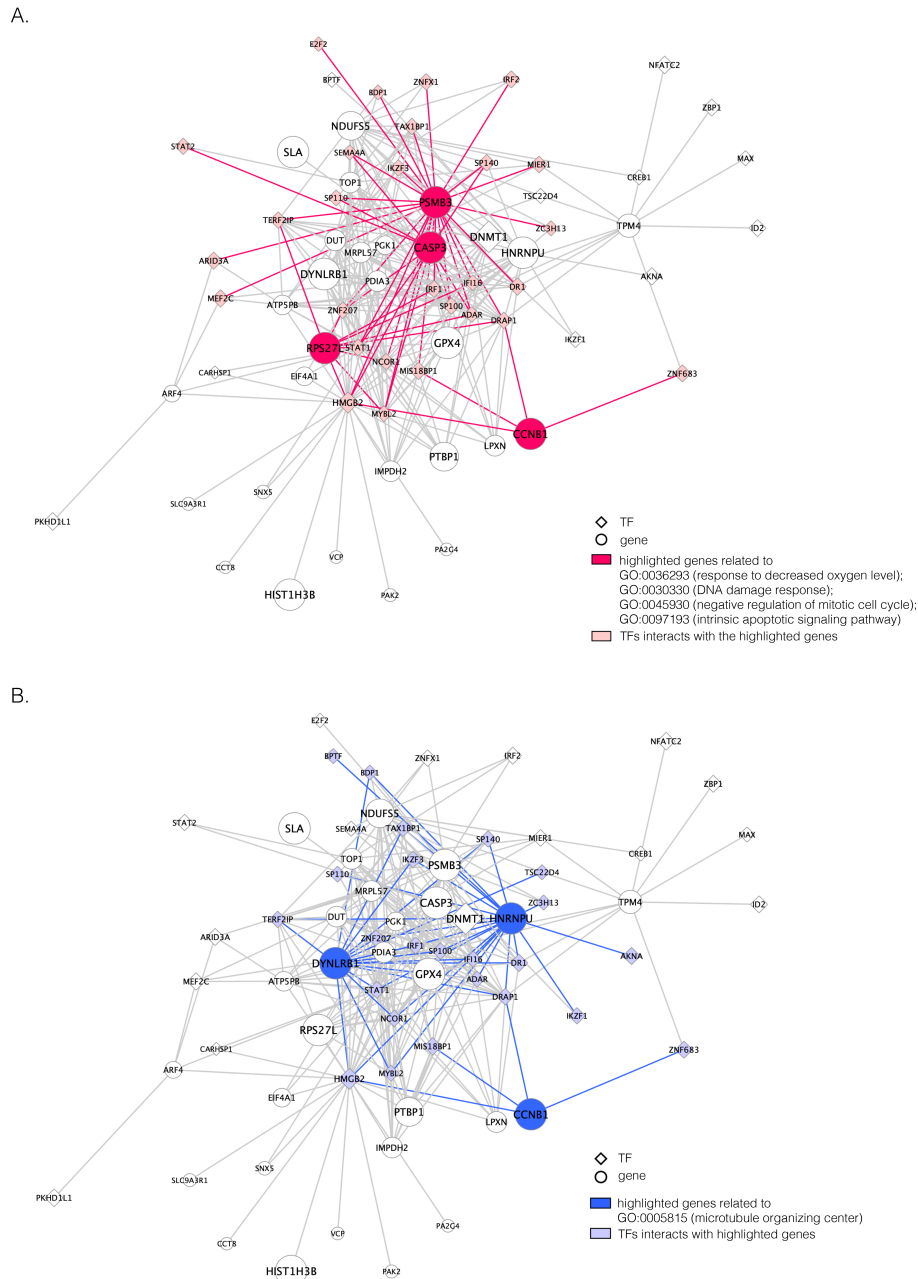 A.
E2F2
NFATC2
BPTF
ZNFX1
IRF2
BDP1
ZBP1
NDUFS5
TAX1BP1
STAT2
SLA
SEMA4A
SP140
MIER1
MAX
IKZF3
TOP1
CREB1
SP110
PSMB3
TSC22D4
TERF2IP
ZC3H13
TPM4
ID2
DUT
PGK1
DNMT1
CASP3
MRPL57
HNRNPU
ARID3A
DYNLRB1
PDIA3
AKNA
IRF1
IFI16
DR1
MEF2C
ATP5PB
ZNF207
SP100
ADAR
DRAP1
IKZF1
RPS27L
STAT1
GPX4
NCOR1
CARHSP1
EIF4A1
MIS18BP1
ZNF683
ARF4
HMGB2
MYBL2
CCNB1
LPXN
PTBP1
IMPDH2
SNX5
SLC9A3R1
PKHD1L1
PA2G4
VCP
CCT8
HIST1H3B
PAK2
TF
gene
highlighted genes related to
GO:0036293 (response to decreased oxygen level);
GO:0030330 (DNA damage response);
GO:0045930 (negative regulation of mitotic cell cycle);
GO:0097193 (intrinsic apoptotic signaling pathway)
TFs interacts with the highlighted genes
B.
E2F2
NFATC2
BPTF
ZNFX1
IRF2
BDP1
ZBP1
NDUFS5
STAT2
SLA
SEMA4A
TAX1BP1
SP140
MIER1
MAX
TOP1
IKZF3
PSMB3
CREB1
SP110
TSC22D4
MRPL57
CASP3
ZC3H13
TPM4
ID2
TERF2IP
DUT
PGK1
DNMT1
HNRNPU
ARID3A
ZNF207
IRF1
SP100
PDIA3
AKNA
DYNLRB1
IFI16
DR1
MEF2C
ATP5PB
GPX4
ADAR
STAT1
DRAP1
IKZF1
RPS27L
NCOR1
CARHSP1
MIS18BP1
ZNF683
ARF4
HMGB2
MYBL2
EIF4A1
PTBP1
CCNB1
LPXN
IMPDH2
SNX5
SLC9A3R1
PKHD1L1
PA2G4
VCP
CCT8
HIST1H3B
PAK2
TF
gene
highlighted genes related to
GO:0005815 (microtubule organizing center)
TFs interacts with highlighted genes